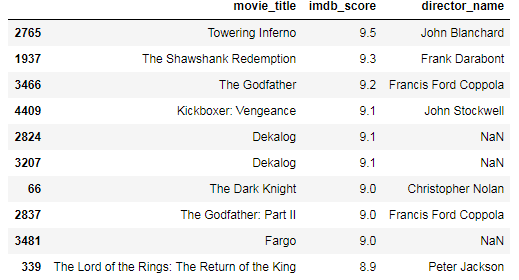 movie_title imdb_score director_name
2765 Towering Inferno 9.5 John Blanchard
1937 The Shawshank Redemption 9.3 Frank Darabont
3466 The Godfather 9.2 Francis Ford Coppola
4409 Kickboxer: Vengeance 9.1 John Stockwell
2824 Dekalog 9.1 NaN
3207 Dekalog 9.1 NaN
66 The Dark Knight 9.0 Christopher Nolan
2837 The Godfather: Part II 9.0 Francis Ford Coppola
3481 Fargo 9.0 NaN
339 The Lord of the Rings: The Return of the King 8.9 Peter Jackson